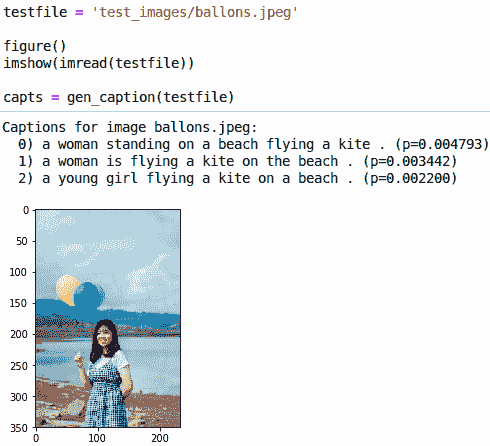 testfile = 'test_images/ballons.jpeg'
figure()
imshow(imread(testfile))
capts = gen_caption(testfile)
Captions for image ballons.jpeg:
0) a woman standing on a beach flying a kite . (p=0.004793)
1) a woman is flying a kite on the beach . (p=0.003442)
2) a young girl flying a kite on a beach . (p=0.002200)
0
50
100
150
200
250
300
350
0 100 200